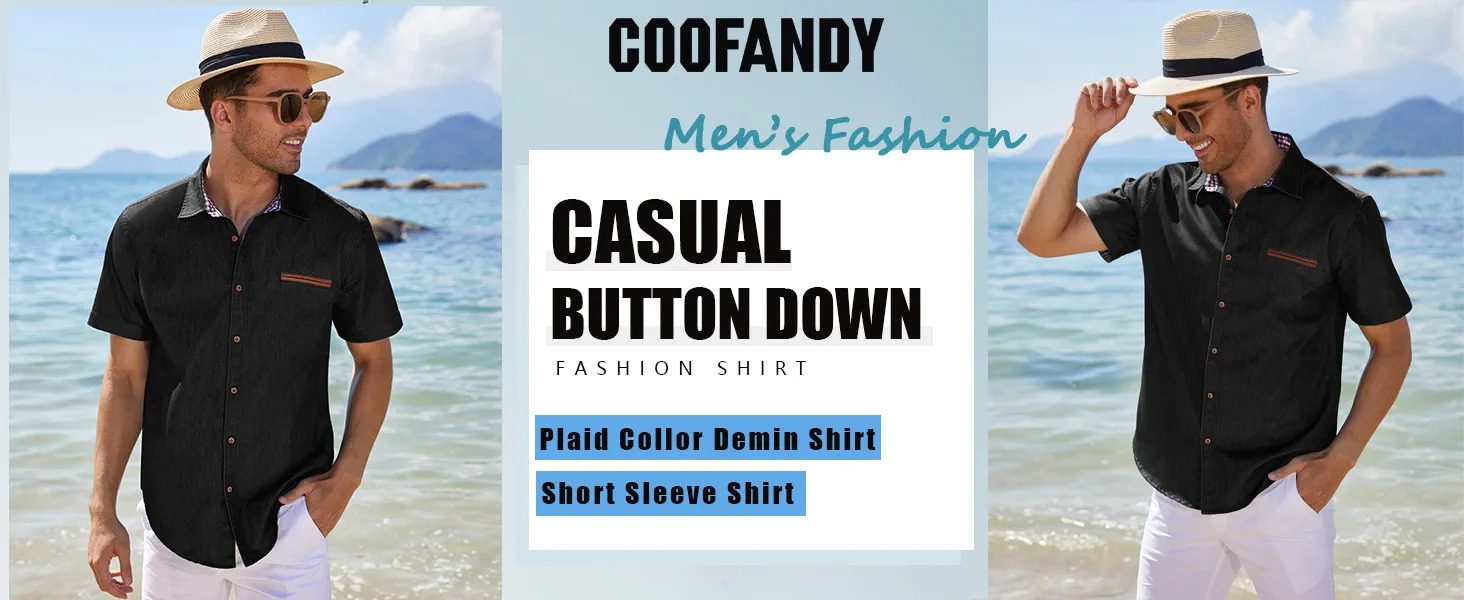 COOFANDY
Men's Fashion
CASUAL
BUTTON DOWN
FASHION SHIRT
Plaid Collor Demin Shirt
Short Sleeve Shirt